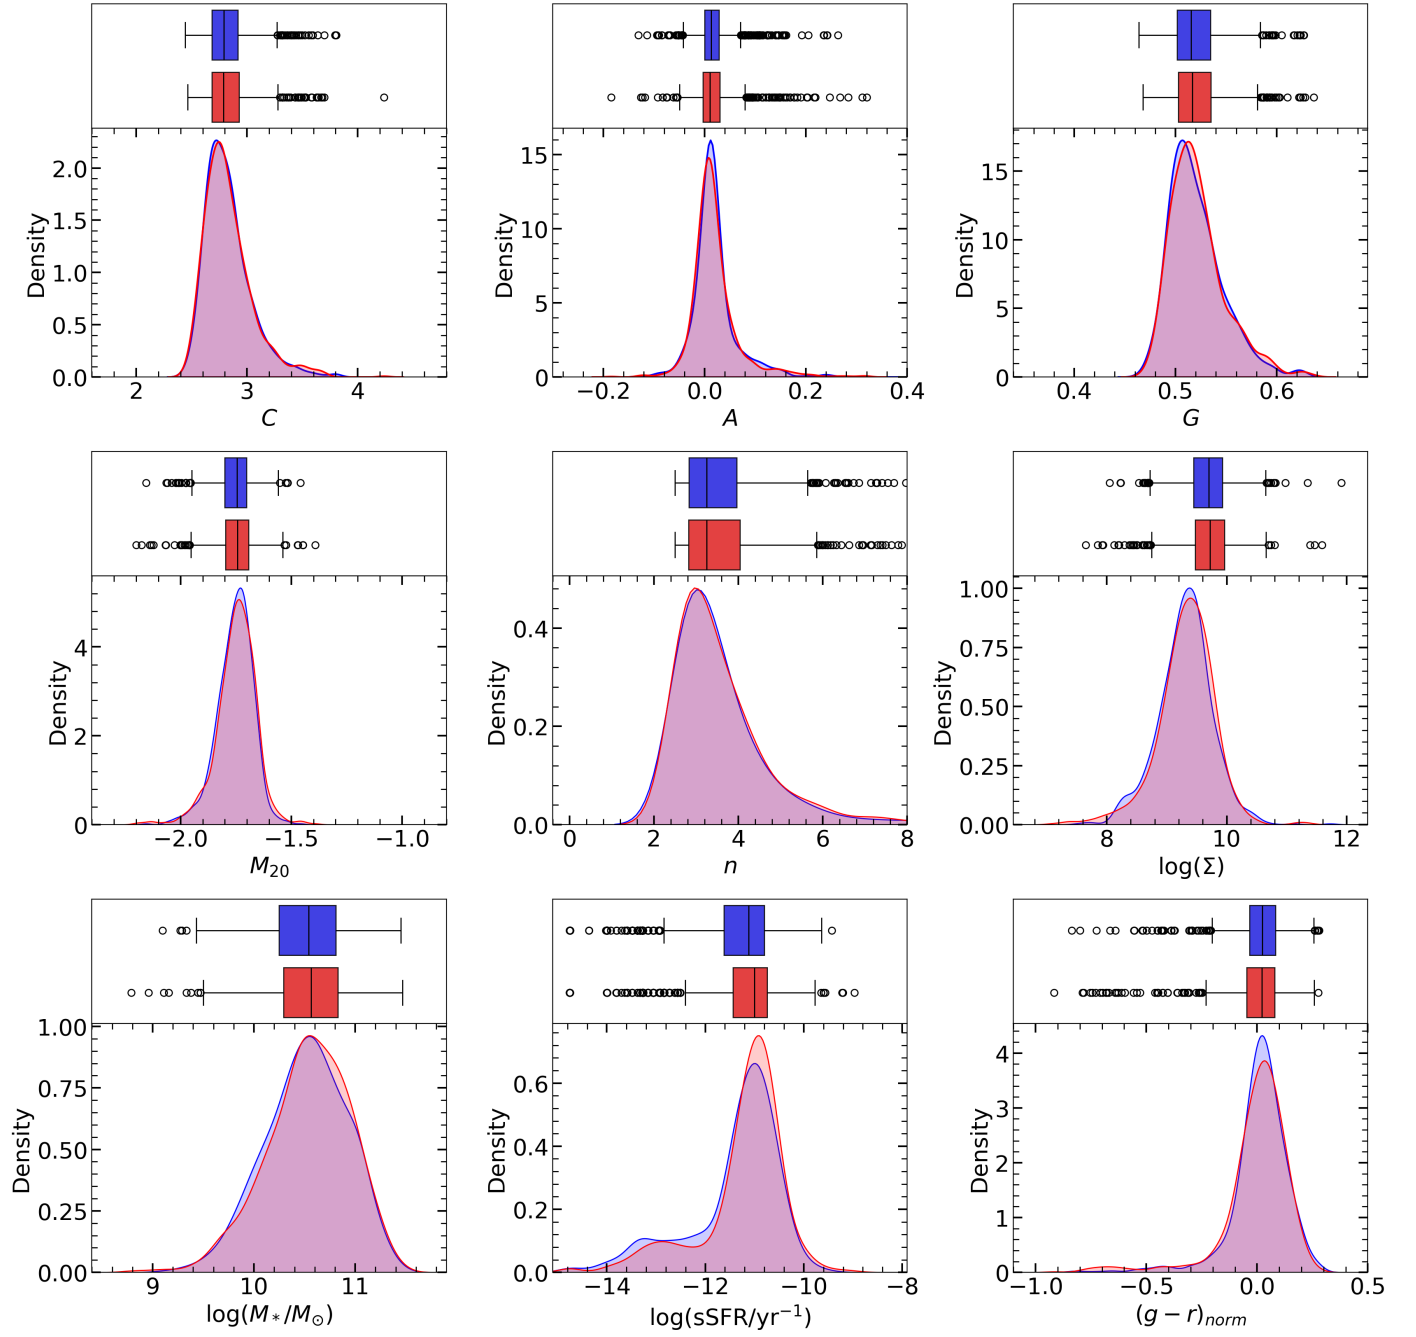 Density
2.0
1.5
1.0
0.5
0.0
2 3 4
C
Density
15
10
5
0
−0.2 0.0 0.2 0.4
A
Density
15
10
5
0
0.4 0.5 0.6
G
Density
4
2
0
−2.0 −1.5 −1.0
M₂₀
Density
0.4
0.2
0.0
0 2 4 6 8
n
Density
1.00
0.75
0.50
0.25
0.00
8 10 12
log(Σ)
Density
1.00
0.75
0.50
0.25
0.00
9 10 11
log(M∗/M⊙)
Density
0.6
0.4
0.2
0.0
−14 −12 −10 −8
log(sSFR/yr⁻¹)
Density
4
3
2
1
0
−1.0 −0.5 0.0 0.5
(g − r)norm